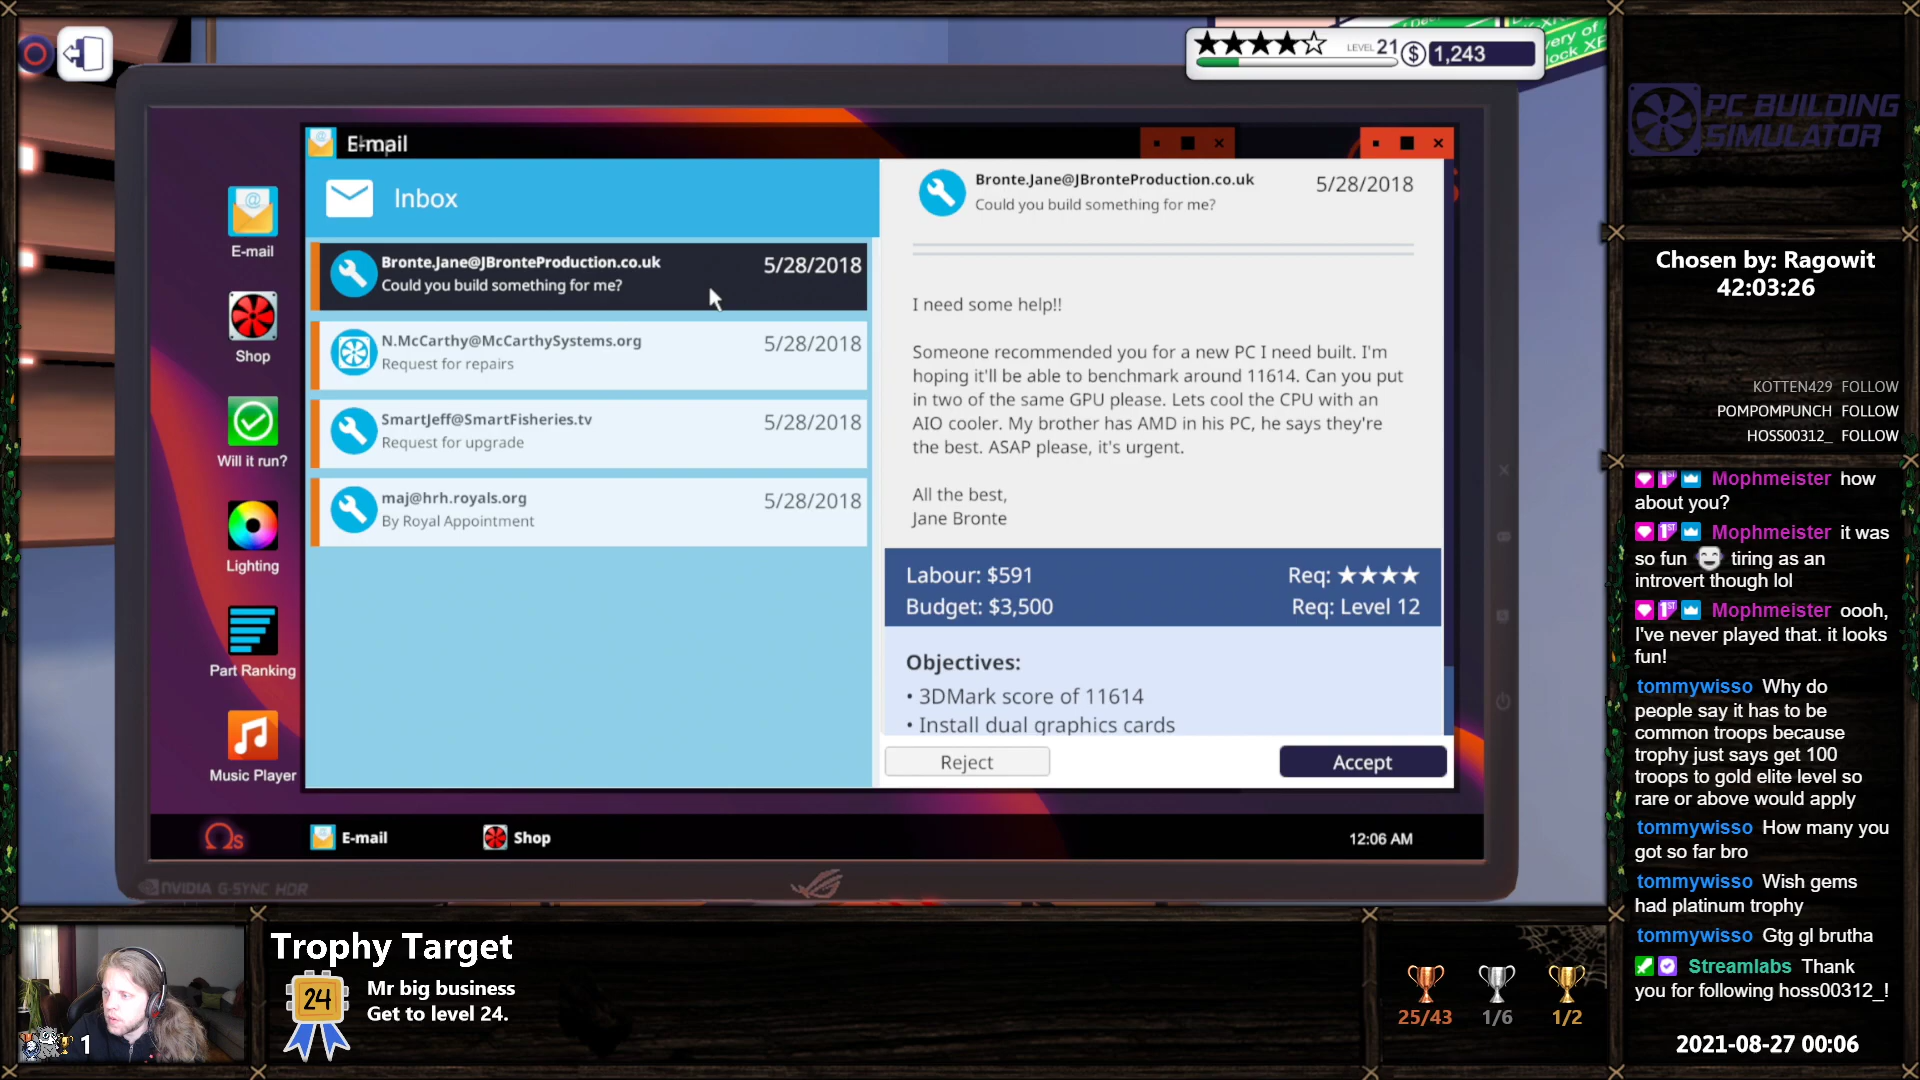 LEVEL 21
$ 1,243
E-mail
Inbox
Bronte.Jane@JBronteProduction.co.uk
5/28/2018
Could you build something for me?
N.McCarthy@McCarthySystems.org
5/28/2018
Request for repairs
SmartJeff@SmartFisheries.tv
5/28/2018
Request for upgrade
maj@hrh.royals.org
5/28/2018
By Royal Appointment
Bronte.Jane@JBronteProduction.co.uk
5/28/2018
Could you build something for me?
I need some help!!
Someone recommended you for a new PC I need built. I'm
hoping it'll be able to benchmark around 11614. Can you put
in two of the same GPU please. Lets cool the CPU with an
AIO cooler. My brother has AMD in his PC, he says they're
the best. ASAP please, it's urgent.
All the best,
Jane Bronte
Labour: $591
Req: ★★★★
Budget: $3,500
Req: Level 12
Objectives:
• 3DMark score of 11614
• Install dual graphics cards
Reject
Accept
E-mail
Shop
Will it run?
Lighting
Part Ranking
Music Player
Ωs
E-mail
Shop
12:06 AM
NVIDIA G-SYNC HDR
PC BUILDING
SIMULATOR
Chosen by: Ragowit
42:03:26
KOTTEN429 FOLLOW
POMPOMPUNCH FOLLOW
HOSS00312_ FOLLOW
Mophmeister how
about you?
Mophmeister it was
so fun tiring as an
introvert though lol
Mophmeister oooh,
I've never played that. it looks
fun!
tommywisso Why do
people say it has to be
common troops because
trophy just says get 100
troops to gold elite level so
rare or above would apply
tommywisso How many you
got so far bro
tommywisso Wish gems
had platinum trophy
tommywisso Gtg gl brutha
Streamlabs Thank
you for following hoss00312_!
2021-08-27 00:06
1
Trophy Target
24
Mr big business
Get to level 24.
25/43
1/6
1/2